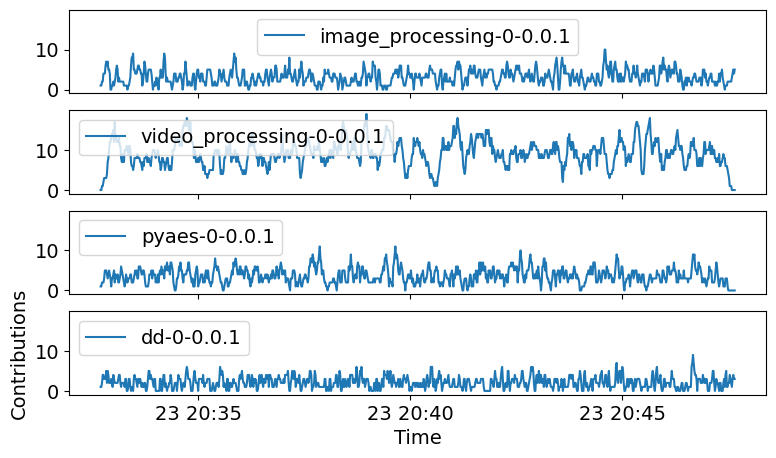 image_processing-0-0.0.1
10
0
video_processing-0-0.0.1
10
0
pyaes-0-0.0.1
10
0
dd-0-0.0.1
10
0
Contributions
23 20:35 23 20:40 23 20:45
Time